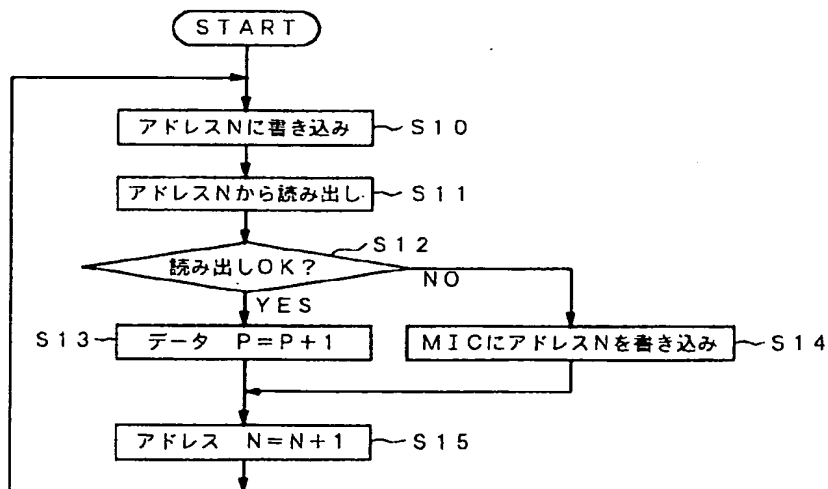 START
アドレスNに書き込み S10
アドレスNから読み出し S11
S12
読み出しOK?
NO
YES
S13 データ P=P+1
MICにアドレスNを書き込み S14
アドレス N=N+1 S15